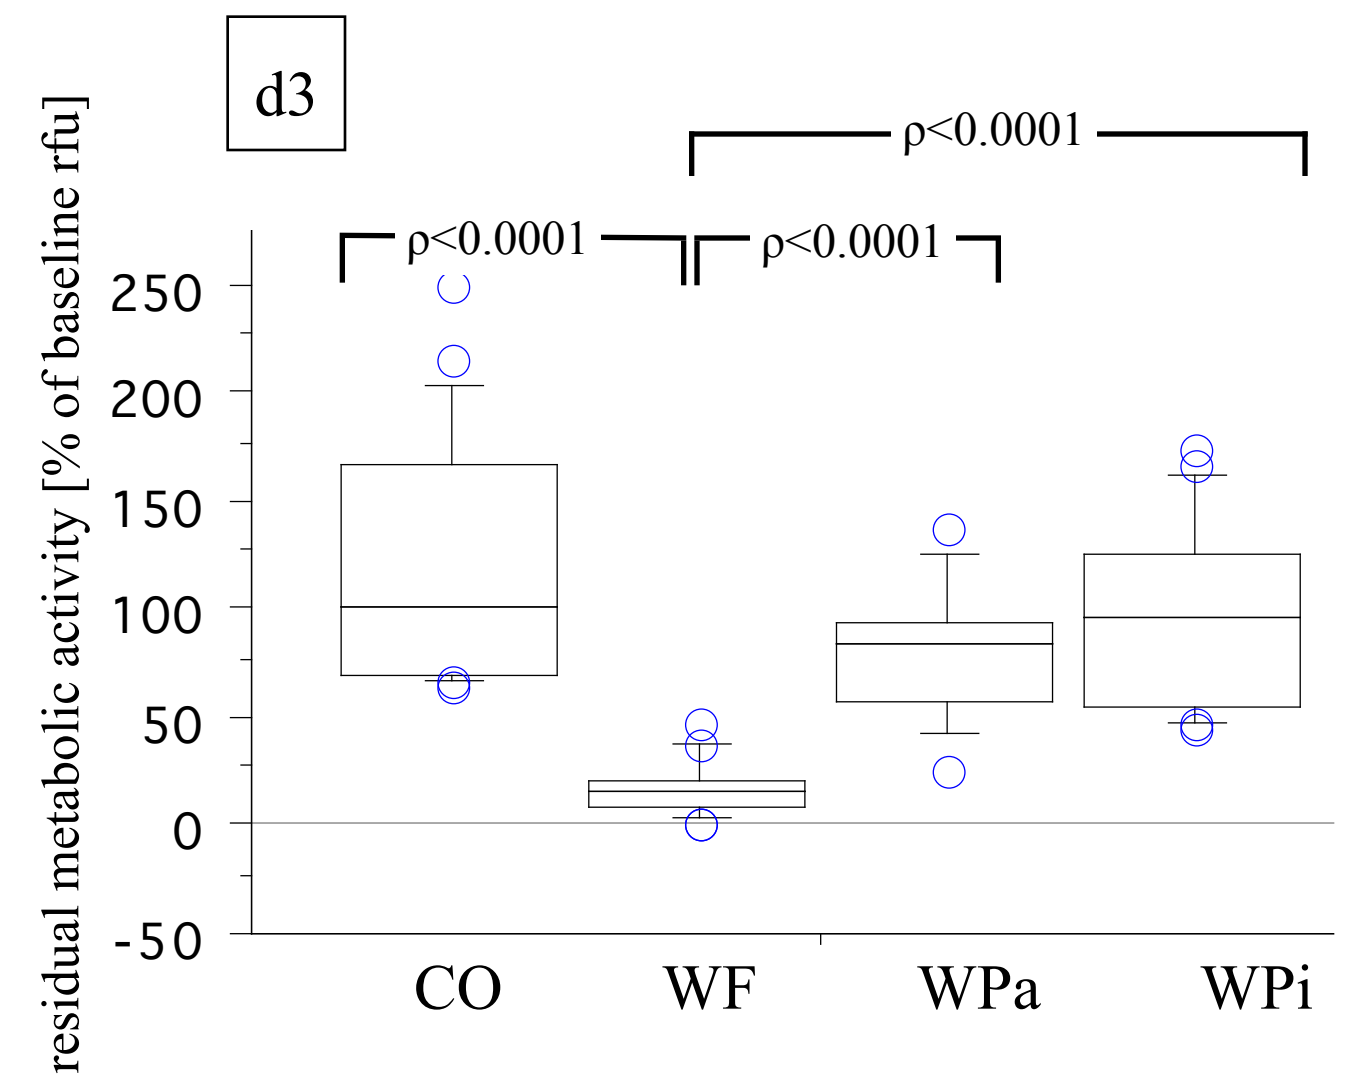 d3
ρ<0.0001
ρ<0.0001 ρ<0.0001
residual metabolic activity [% of baseline rfu]
250
200
150
100
50
0
-50
CO WF WPa WPi